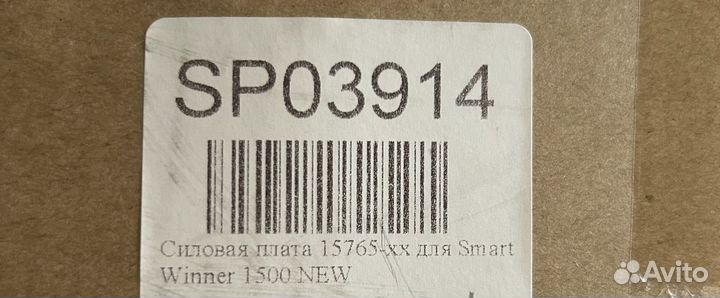 SP03914
Силовая плата 15765-xx для Smart
Winner 1500 NEW
Avito